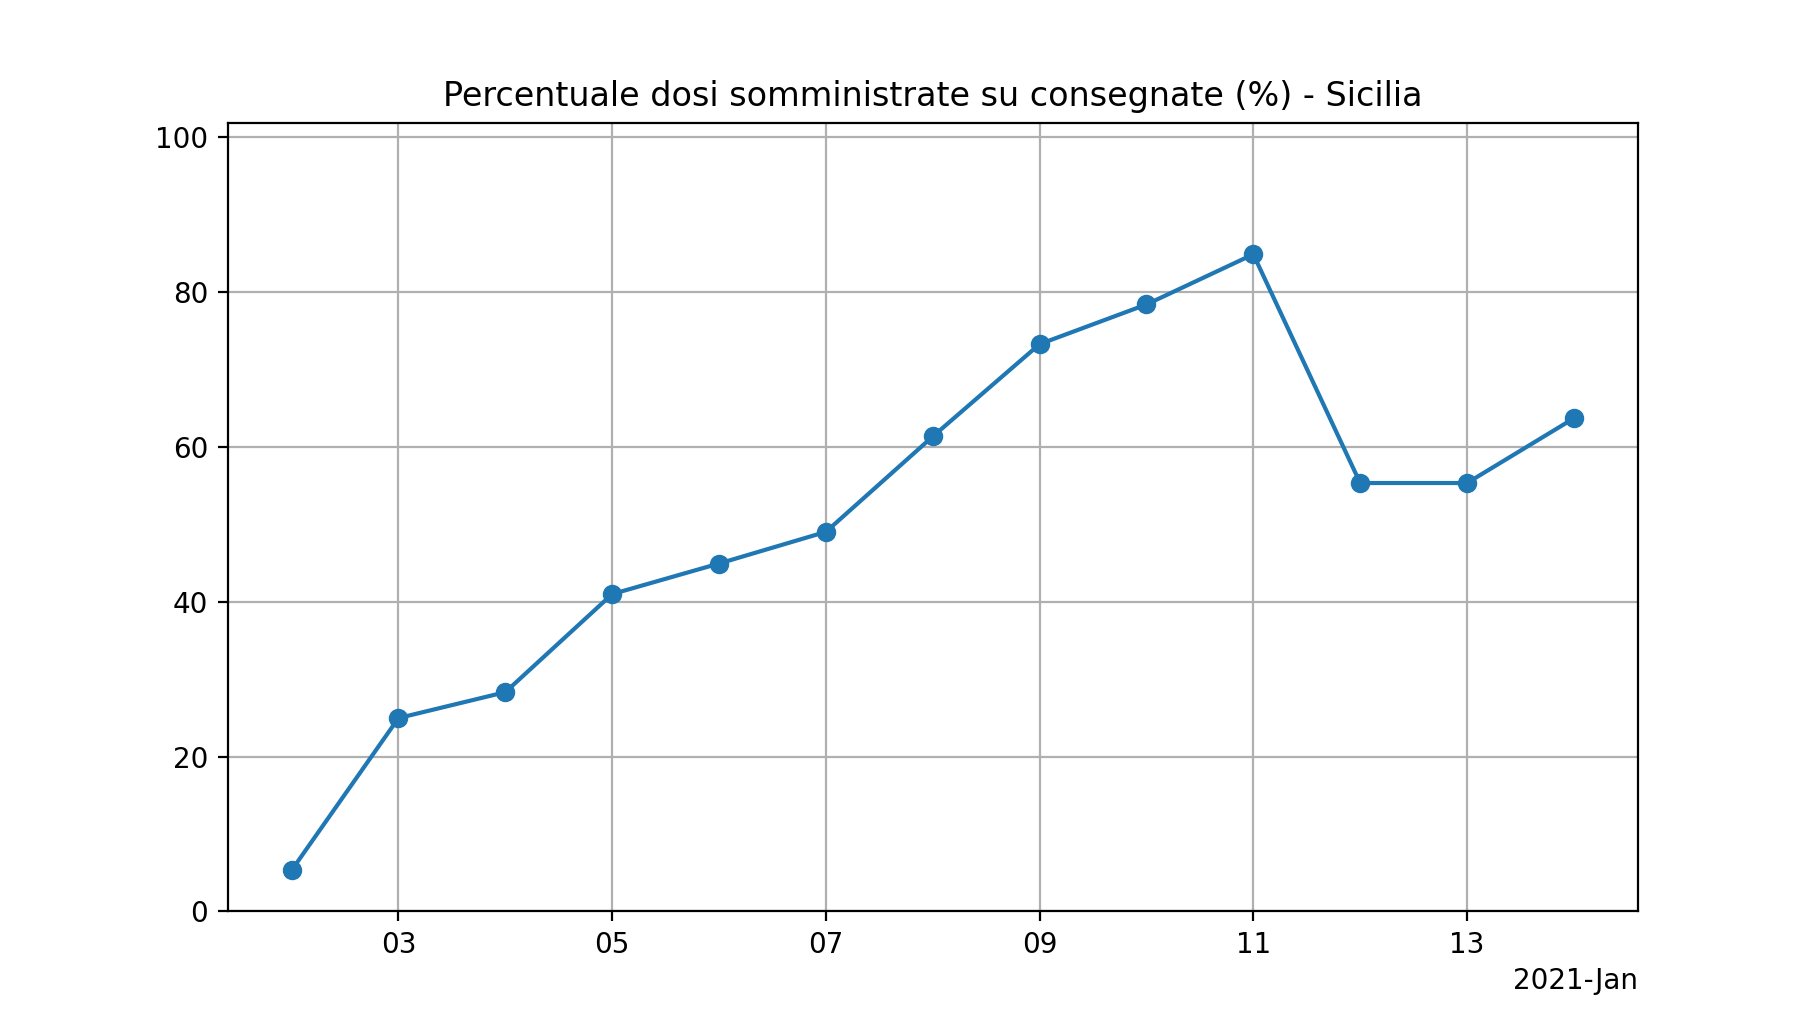 Percentuale dosi somministrate su consegnate (%) - Sicilia
100
80
60
40
20
0
03 05 07 09 11 13
2021-Jan